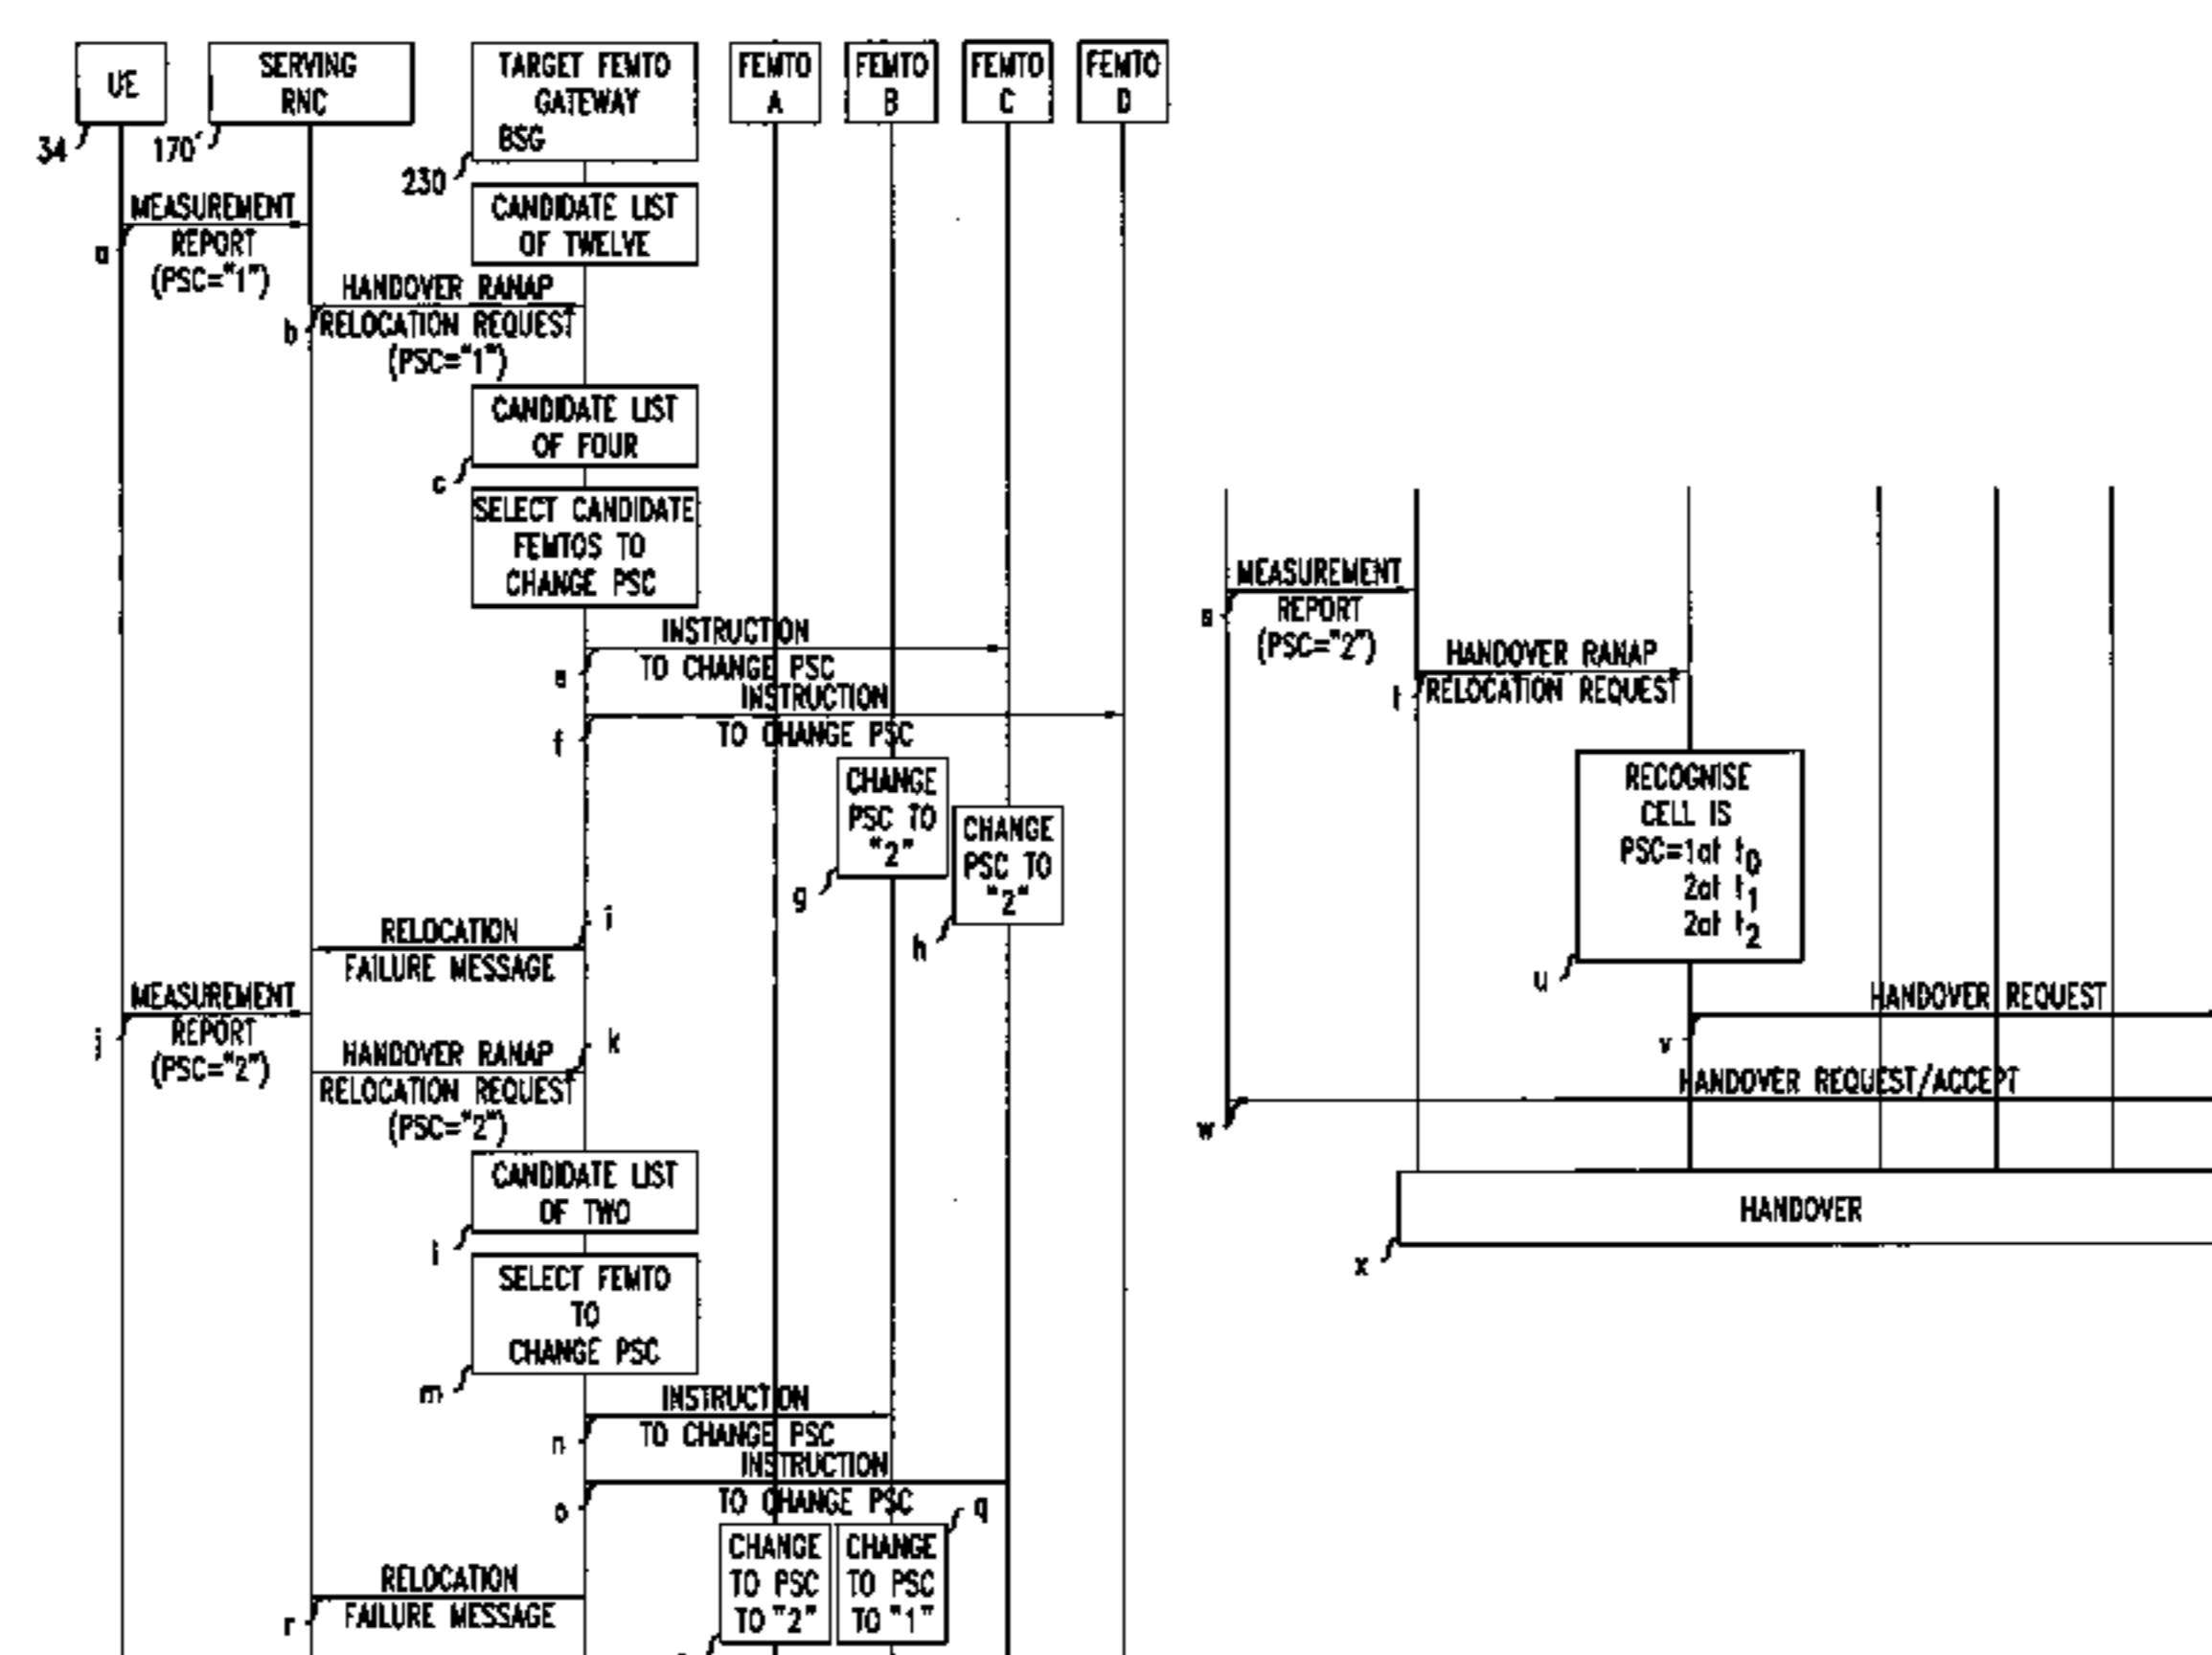 UE
34
SERVING
RNC
170'
TARGET FEMTO
GATEWAY
BSG
230
FEMTO
A
FEMTO
B
FEMTO
C
FEMTO
D
CANDIDATE LIST
OF TWELVE
MEASUREMENT
REPORT
(PSC="1")
a
HANDOVER RANAP
RELOCATION REQUEST
(PSC="1")
b
CANDIDATE LIST
OF FOUR
c
SELECT CANDIDATE
FEMTOS TO
CHANGE PSC
INSTRUCTION
TO CHANGE PSC
e
INSTRUCTION
TO CHANGE PSC
f
CHANGE
PSC TO
"2"
g
CHANGE
PSC TO
"2"
h
i
RELOCATION
FAILURE MESSAGE
MEASUREMENT
REPORT
(PSC="2")
j
HANDOVER RANAP
RELOCATION REQUEST
(PSC="2")
k
CANDIDATE LIST
OF TWO
l
SELECT FEMTO
TO
CHANGE PSC
m
INSTRUCTION
TO CHANGE PSC
n
INSTRUCTION
TO CHANGE PSC
o
CHANGE
TO PSC
TO "2"
CHANGE
TO PSC
TO "1"
q
RELOCATION
FAILURE MESSAGE
r
MEASUREMENT
REPORT
(PSC="2")
s
HANDOVER RANAP
RELOCATION REQUEST
t
RECOGNISE
CELL IS
PSC=1at t0
2at t1
2at t2
u
HANDOVER REQUEST
v
HANDOVER REQUEST/ACCEPT
w
HANDOVER
x